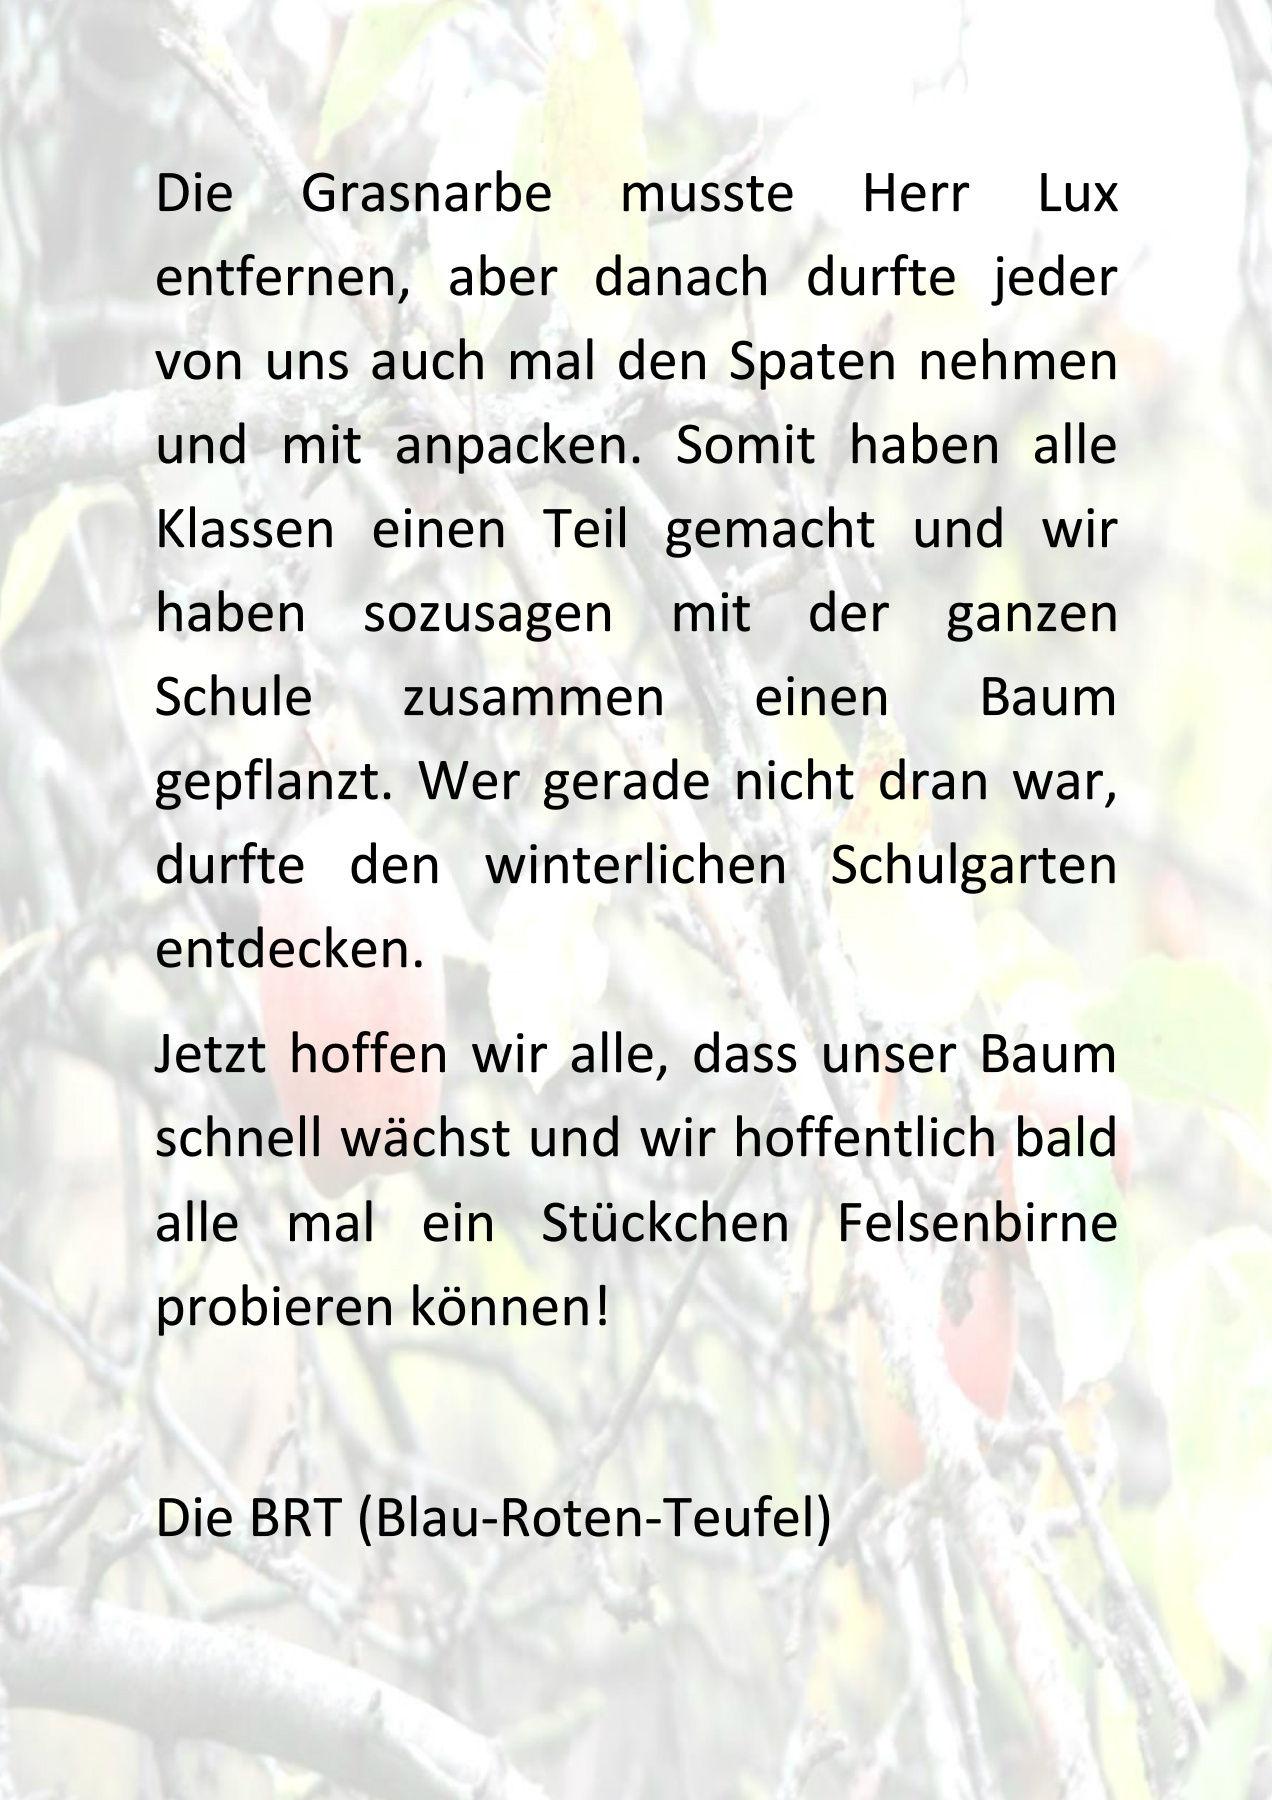 Die Grasnarbe musste Herr Lux
entfernen, aber danach durfte jeder
von uns auch mal den Spaten nehmen
und mit anpacken. Somit haben alle
Klassen einen Teil gemacht und wir
haben sozusagen mit der ganzen
Schule zusammen einen Baum
gepflanzt. Wer gerade nicht dran war,
durfte den winterlichen Schulgarten
entdecken.
Jetzt hoffen wir alle, dass unser Baum
schnell wächst und wir hoffentlich bald
alle mal ein Stückchen Felsenbirne
probieren können!
Die BRT (Blau-Roten-Teufel)